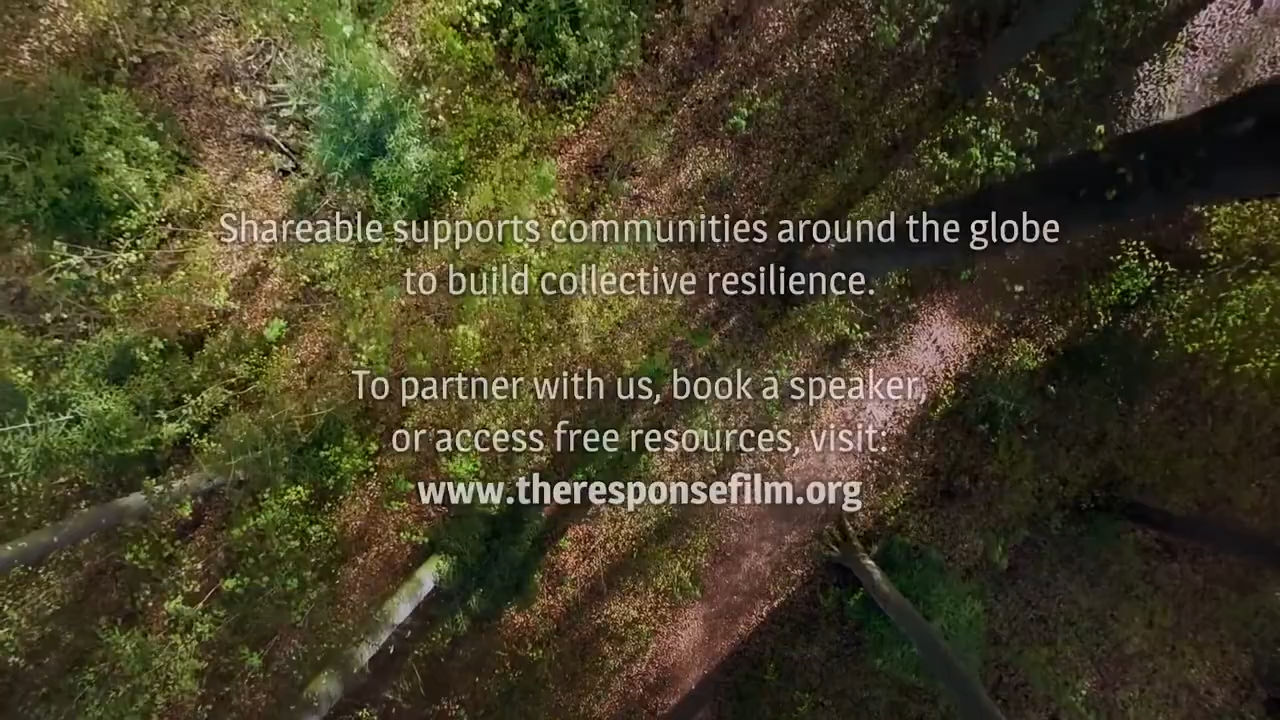 Shareable supports communities around the globe
to build collective resilience.
To partner with us, book a speaker,
or access free resources, visit:
www.theresponsefilm.org